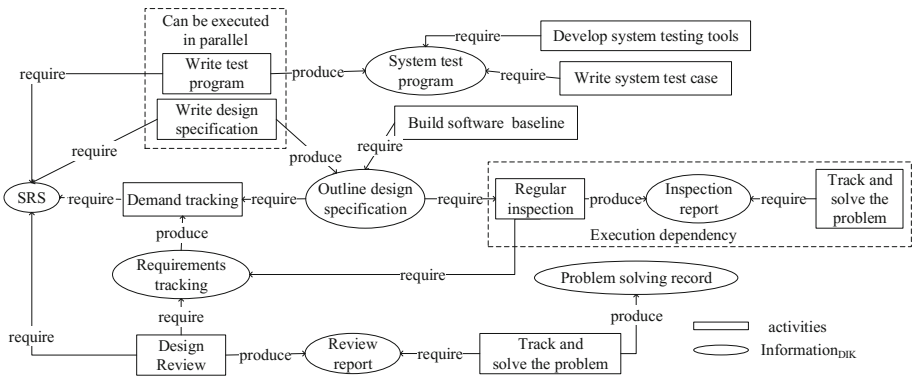 Can be executed
in parallel
require
Develop system testing tools
require
Write test
program
produce
System test
program
require
Write system test case
Write design
specification
Build software baseline
require
produce
require
SRS
require
Demand tracking
require
Outline design
specification
require
Regular
inspection
produce
Inspection
report
require
Track and
solve the
problem
Execution dependency
produce
Requirements
tracking
require
Problem solving record
require
require
produce
activities
Design
Review
produce
Review
report
require
Track and
solve the problem
InformationDIK